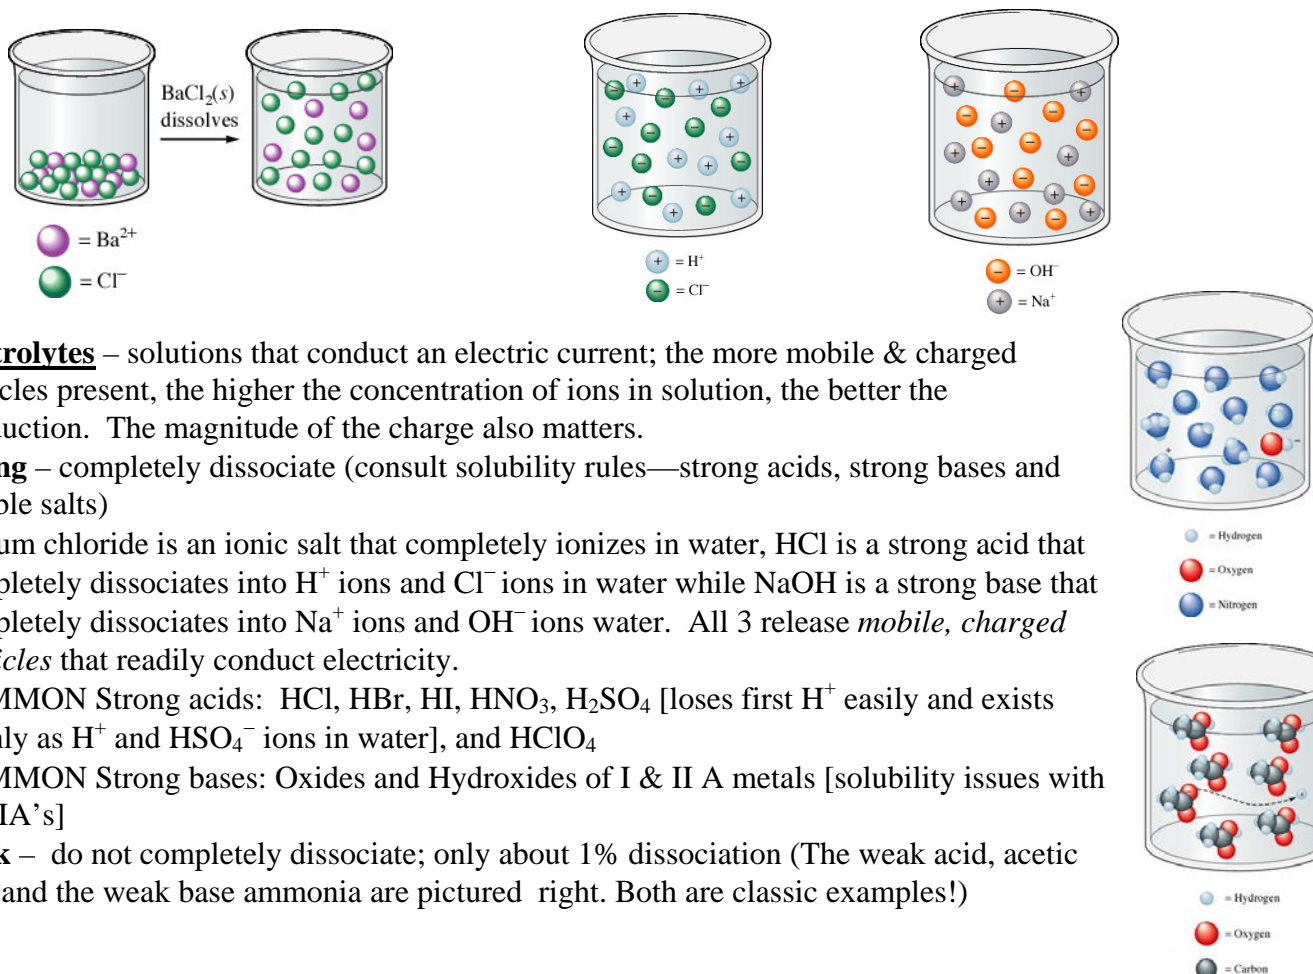 BaCl₂(s)
dissolves
= Ba²⁺
= Cl⁻
+ = H⁺
− = Cl⁻
− = OH⁻
+ = Na⁺
trolytes – solutions that conduct an electric current; the more mobile & charged
cles present, the higher the concentration of ions in solution, the better the
duction. The magnitude of the charge also matters.
ng – completely dissociate (consult solubility rules—strong acids, strong bases and
ble salts)
um chloride is an ionic salt that completely ionizes in water, HCl is a strong acid that
pletely dissociates into H⁺ ions and Cl⁻ ions in water while NaOH is a strong base that
pletely dissociates into Na⁺ ions and OH⁻ ions water. All 3 release mobile, charged
icles that readily conduct electricity.
MMON Strong acids: HCl, HBr, HI, HNO₃, H₂SO₄ [loses first H⁺ easily and exists
nly as H⁺ and HSO₄⁻ ions in water], and HClO₄
MMON Strong bases: Oxides and Hydroxides of I & II A metals [solubility issues with
IA's]
k – do not completely dissociate; only about 1% dissociation (The weak acid, acetic
and the weak base ammonia are pictured right. Both are classic examples!)
= Hydrogen
= Oxygen
= Nitrogen
= Hydrogen
= Oxygen
= Carbon